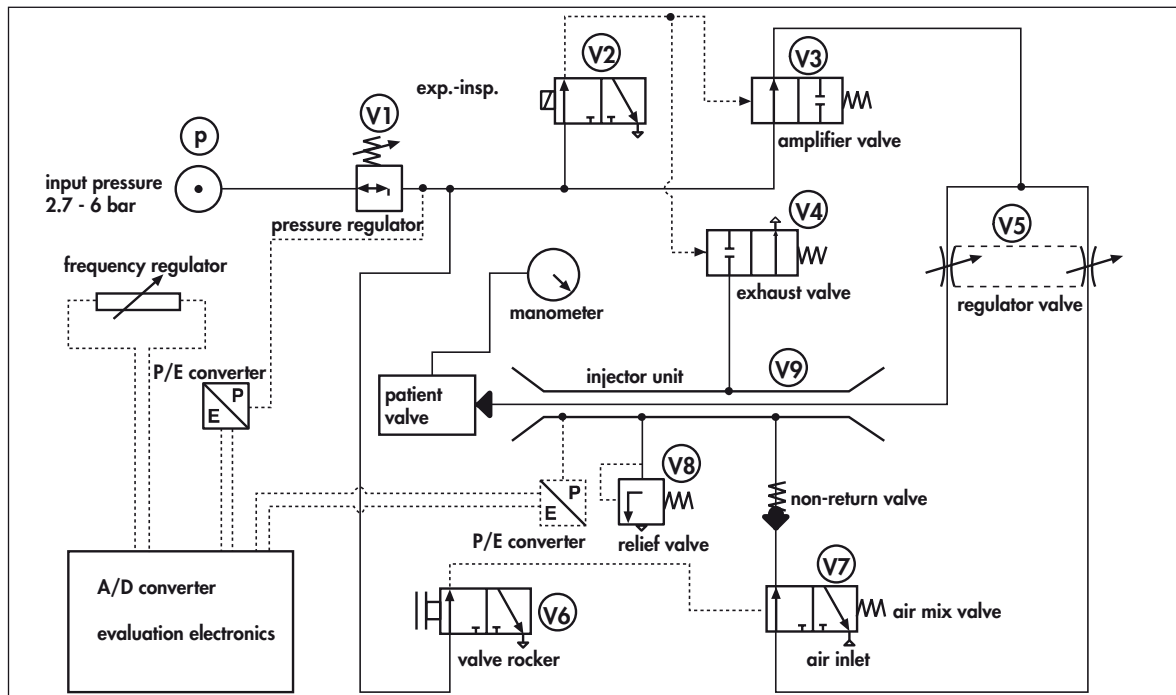 V2
V3
exp.-insp.
V1
p
amplifier valve
input pressure
2.7 - 6 bar
pressure regulator
V4
V5
frequency regulator
exhaust valve
regulator valve
manometer
P/E converter
injector unit
V9
P
E
patient
valve
V8
P
E
non-return valve
P/E converter
relief valve
V7
A/D converter
evaluation electronics
V6
air mix valve
valve rocker
air inlet